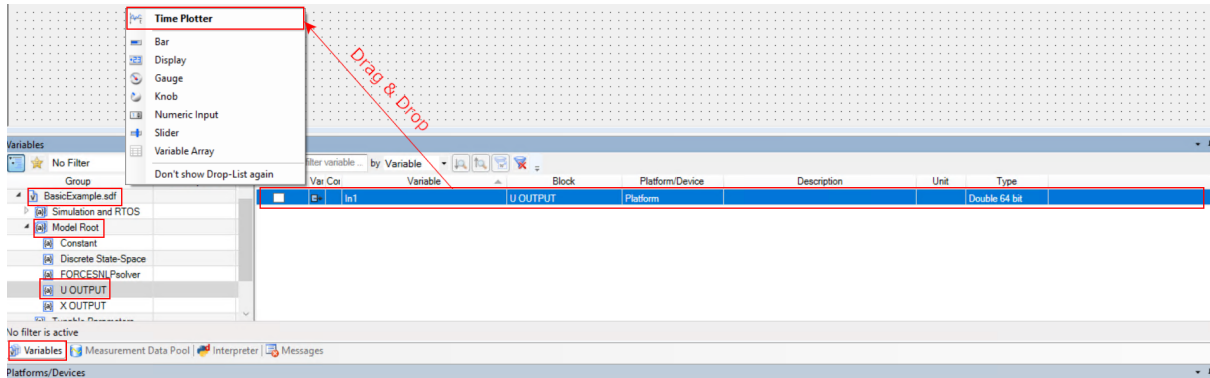 Time Plotter
Bar
Display
Gauge
Knob
Numeric Input
Slider
Variable Array
Don't show Drop-List again
Drag & Drop
Variables
No Filter
filter variable ... by Variable
Group
Var Cor Variable Block Platform/Device Description Unit Type
BasicExample.sdf
In1 U OUTPUT Platform Double 64 bit
Simulation and RTOS
Model Root
Constant
Discrete State-Space
FORCESNLPsolver
U OUTPUT
X OUTPUT
Tunable Parameters
No filter is active
Variables Measurement Data Pool Interpreter Messages
Platforms/Devices